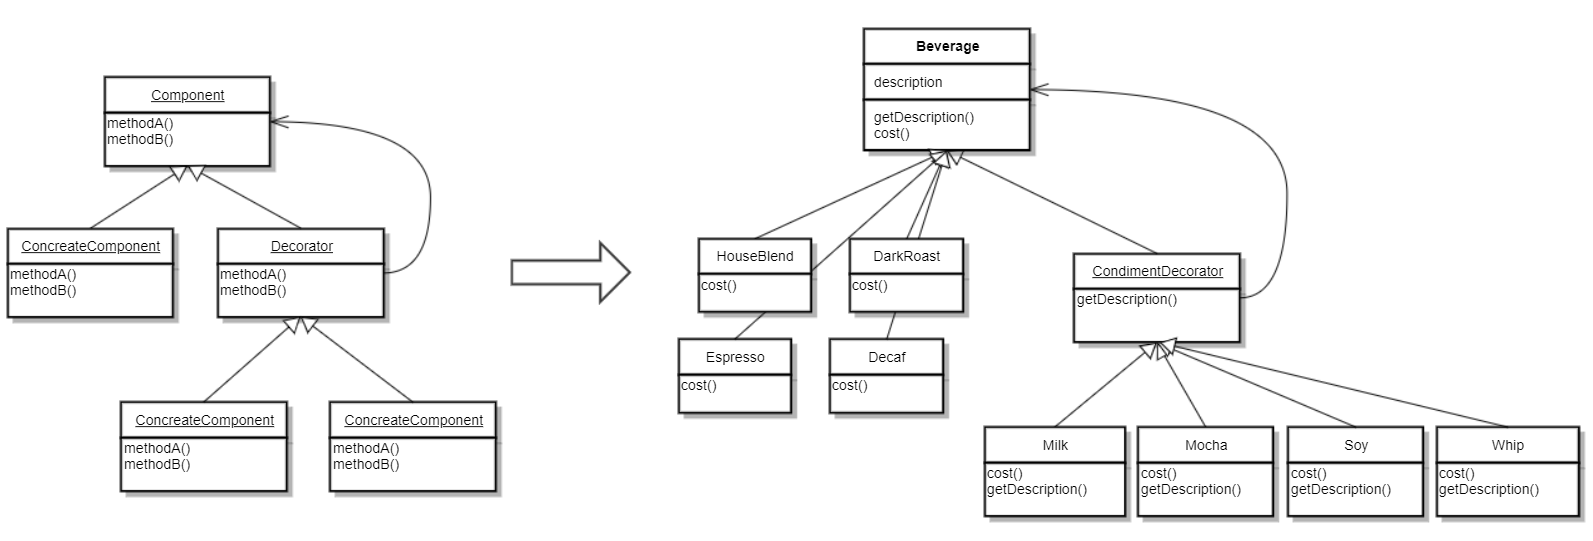 Component
methodA()
methodB()
ConcreateComponent
methodA()
methodB()
Decorator
methodA()
methodB()
ConcreateComponent
methodA()
methodB()
ConcreateComponent
methodA()
methodB()
Beverage
description
getDescription()
cost()
HouseBlend
cost()
DarkRoast
cost()
Espresso
cost()
Decaf
cost()
CondimentDecorator
getDescription()
Milk
cost()
getDescription()
Mocha
cost()
getDescription()
Soy
cost()
getDescription()
Whip
cost()
getDescription()